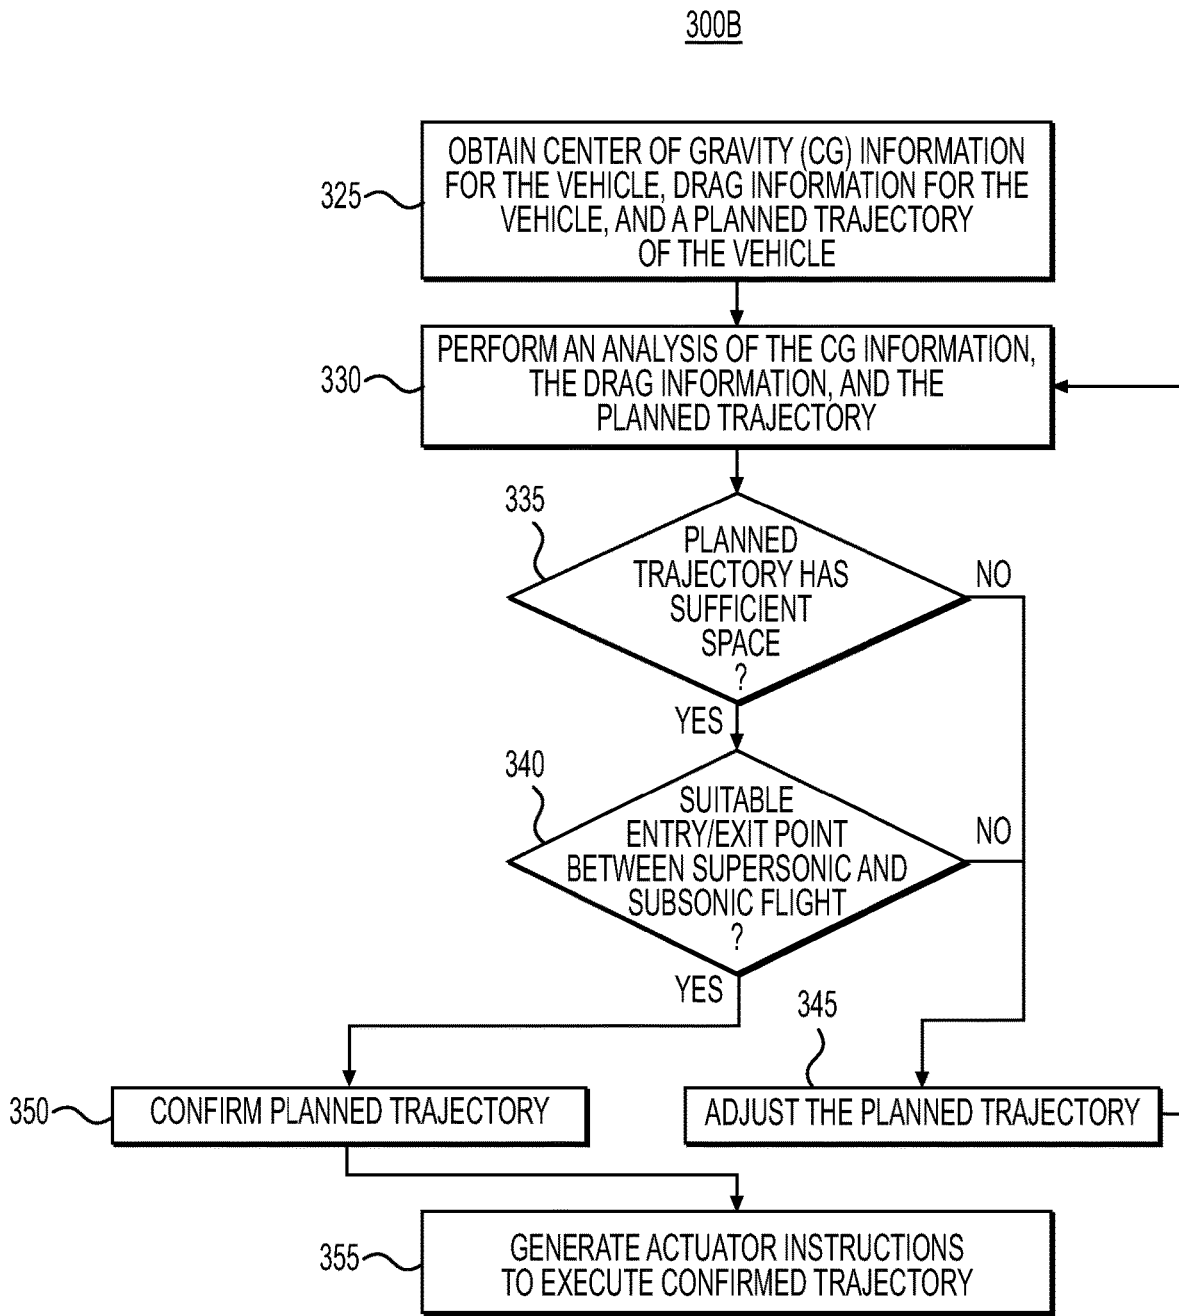 300B
325
OBTAIN CENTER OF GRAVITY (CG) INFORMATION
FOR THE VEHICLE, DRAG INFORMATION FOR THE
VEHICLE, AND A PLANNED TRAJECTORY
OF THE VEHICLE
330
PERFORM AN ANALYSIS OF THE CG INFORMATION,
THE DRAG INFORMATION, AND THE
PLANNED TRAJECTORY
335
PLANNED
TRAJECTORY HAS
SUFFICIENT
SPACE
?
NO
YES
340
SUITABLE
ENTRY/EXIT POINT
BETWEEN SUPERSONIC AND
SUBSONIC FLIGHT
?
NO
YES
345
350
CONFIRM PLANNED TRAJECTORY
ADJUST THE PLANNED TRAJECTORY
355
GENERATE ACTUATOR INSTRUCTIONS
TO EXECUTE CONFIRMED TRAJECTORY